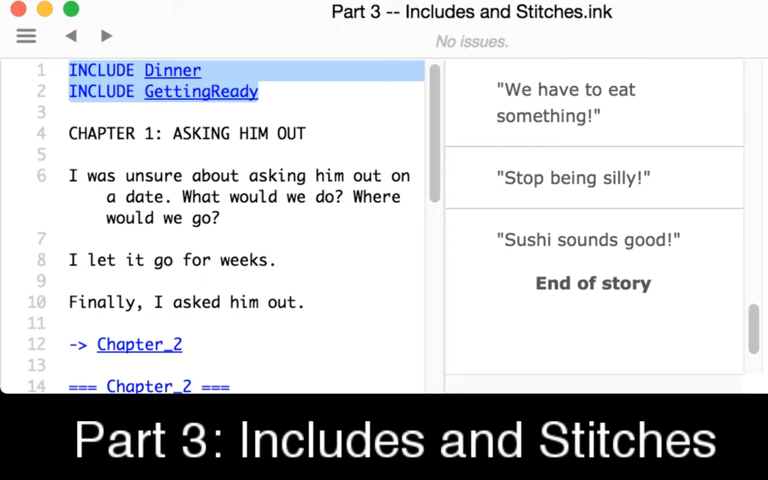 Part 3 -- Includes and Stitches.ink
No issues.
1 INCLUDE Dinner
2 INCLUDE GettingReady
3
4 CHAPTER 1: ASKING HIM OUT
5
6 I was unsure about asking him out on
a date. What would we do? Where
would we go?
7
8 I let it go for weeks.
9
10 Finally, I asked him out.
11
12 -> Chapter_2
13
14 === Chapter_2 ===
"We have to eat
something!"
"Stop being silly!"
"Sushi sounds good!"
End of story
Part 3: Includes and Stitches